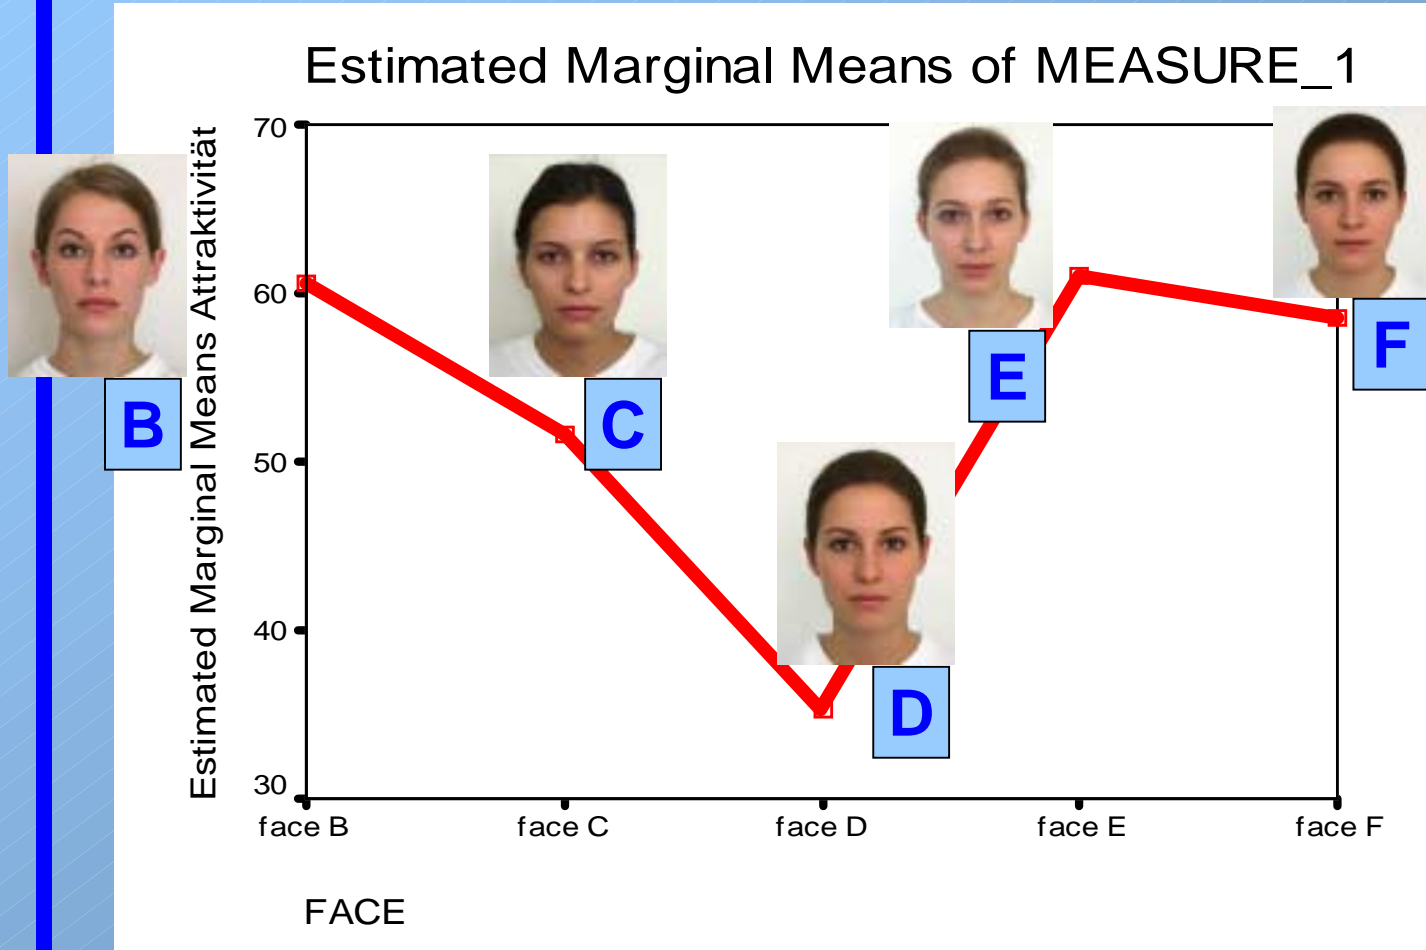 Estimated Marginal Means of MEASURE_1
Estimated Marginal Means Attraktivität
70
60
50
40
30
B
C
D
E
F
face B
face C
face D
face E
face F
FACE